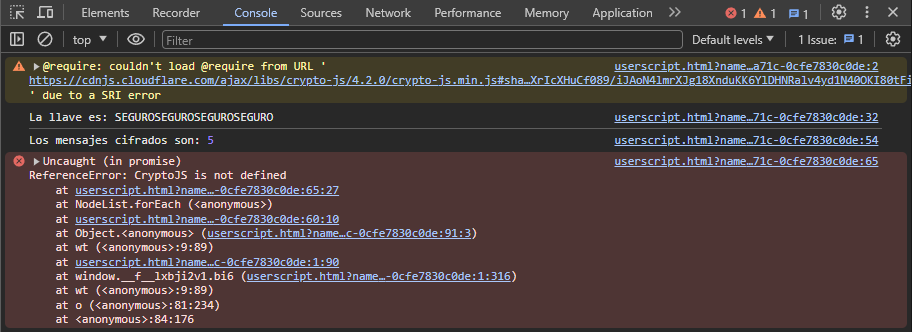 Elements Recorder Console Sources Network Performance Memory Application 1 1 1
top Filter Default levels 1 Issue: 1
@require: couldn't load @require from URL ' userscript.html?name…a71c-0cfe7830c0de:2
https://cdnjs.cloudflare.com/ajax/libs/crypto-js/4.2.0/crypto-js.min.js#sha…XrIcXHuCf089/iJAoN4lmrXJg18XnduKK6YlDHNRalv4yd1N40OKI80tFi
' due to a SRI error
La llave es: SEGUROSEGUROSEGUROSEGURO userscript.html?name…71c-0cfe7830c0de:32
Los mensajes cifrados son: 5 userscript.html?name…71c-0cfe7830c0de:54
Uncaught (in promise) userscript.html?name…71c-0cfe7830c0de:65
ReferenceError: CryptoJS is not defined
at userscript.html?name…-0cfe7830c0de:65:27
at NodeList.forEach (<anonymous>)
at userscript.html?name…-0cfe7830c0de:60:10
at Object.<anonymous> (userscript.html?name…c-0cfe7830c0de:91:3)
at wt (<anonymous>:9:89)
at userscript.html?name…c-0cfe7830c0de:1:90
at window.__f__lxbji2v1.bi6 (userscript.html?name…-0cfe7830c0de:1:316)
at wt (<anonymous>:9:89)
at o (<anonymous>:81:234)
at <anonymous>:84:176